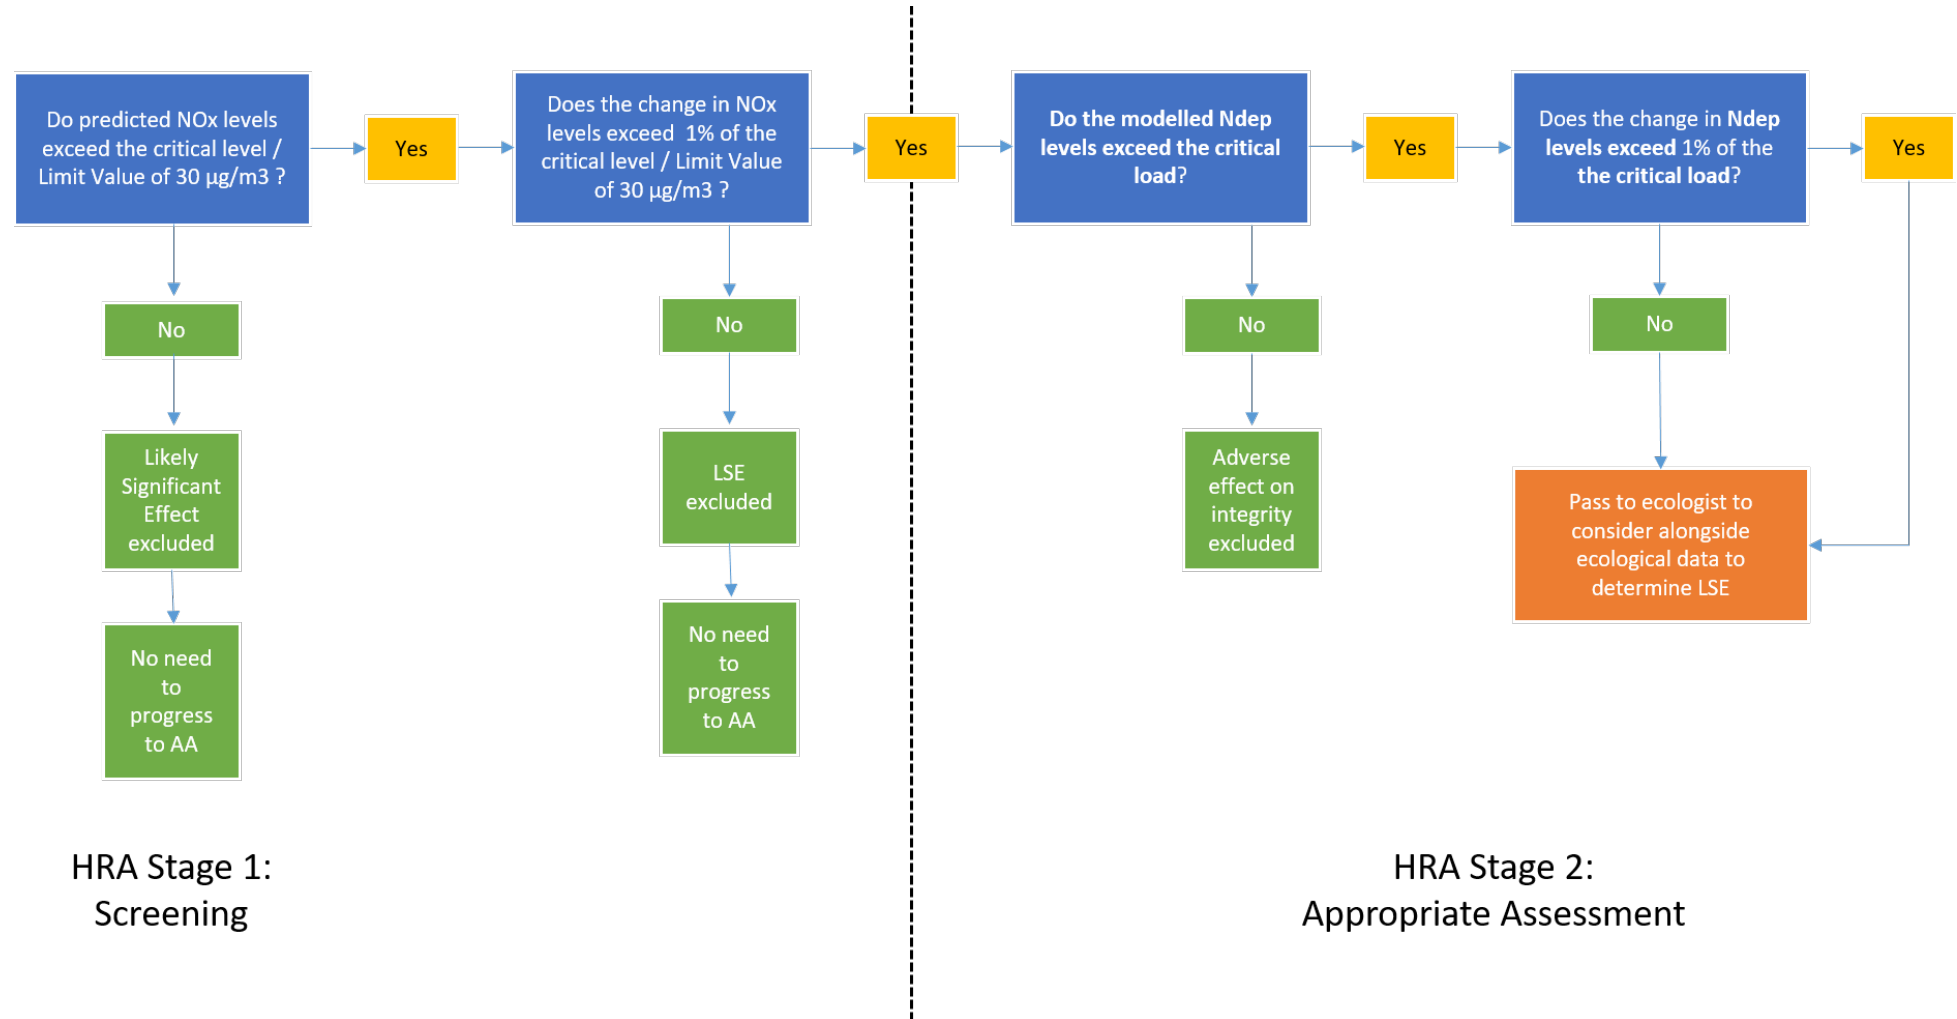 Do predicted NOx levels
exceed the critical level /
Limit Value of 30 µg/m3 ?
Yes
Does the change in NOx
levels exceed 1% of the
critical level / Limit Value
of 30 µg/m3 ?
Yes
Do the modelled Ndep
levels exceed the critical
load?
Yes
Does the change in Ndep
levels exceed 1% of the
the critical load?
Yes
No
No
No
No
Likely
Significant
Effect
excluded
LSE
excluded
Adverse
effect on
integrity
excluded
Pass to ecologist to
consider alongside
ecological data to
determine LSE
No need
to
progress
to AA
No need
to
progress
to AA
HRA Stage 1:
Screening
HRA Stage 2:
Appropriate Assessment